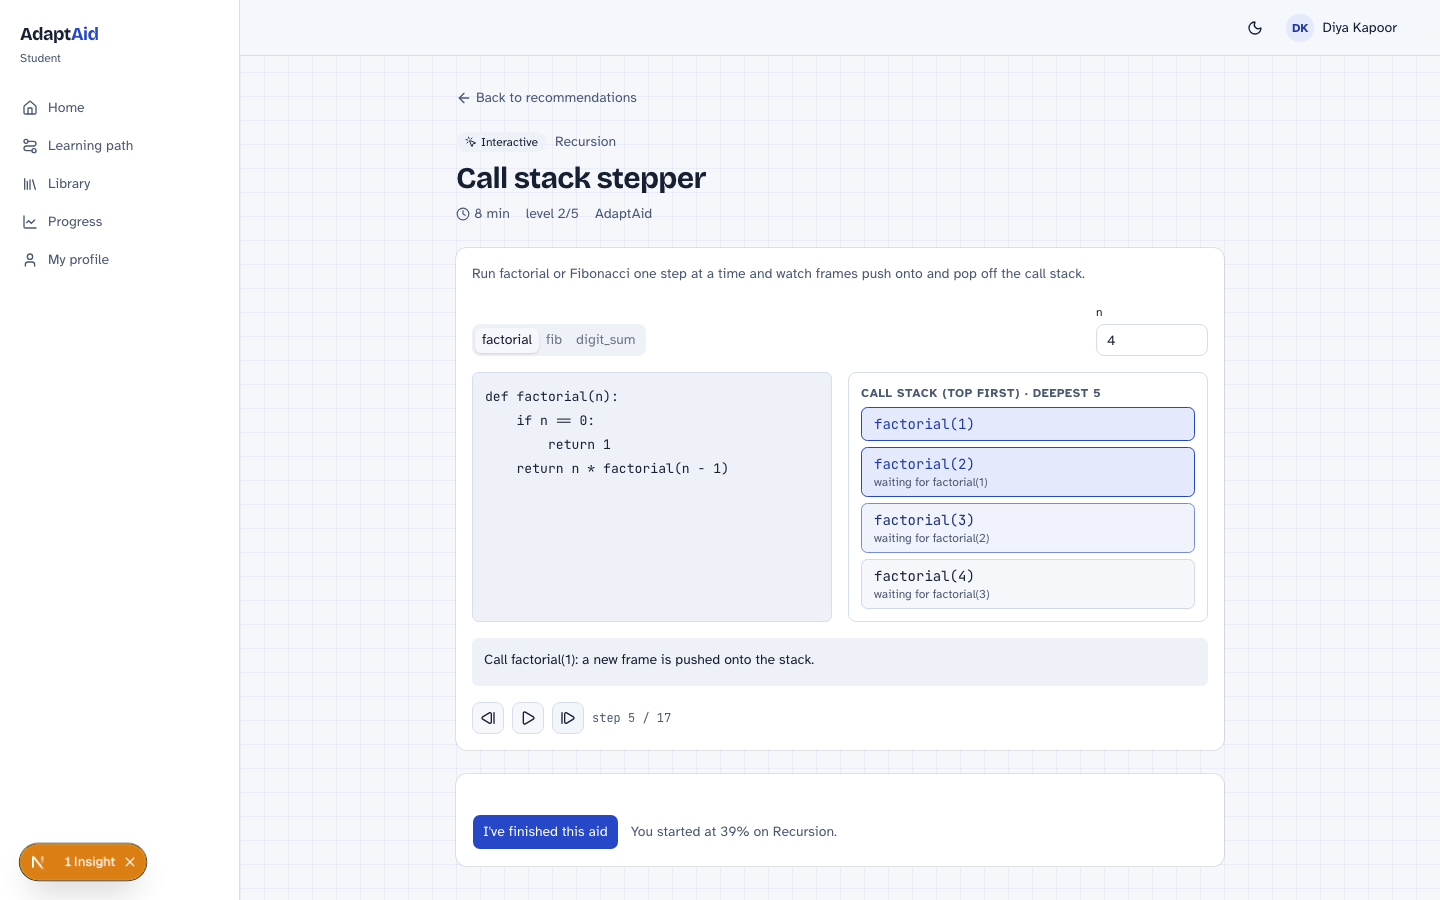 AdaptAid
Student
Home
Learning path
Library
Progress
My profile
1 Insight
DK
Diya Kapoor
Back to recommendations
Interactive
Recursion
Call stack stepper
8 min
level 2/5
AdaptAid
Run factorial or Fibonacci one step at a time and watch frames push onto and pop off the call stack.
factorial
fib
digit_sum
n
4
def factorial(n):
    if n == 0:
        return 1
    return n * factorial(n - 1)
CALL STACK (TOP FIRST) · DEEPEST 5
factorial(1)
factorial(2)
waiting for factorial(1)
factorial(3)
waiting for factorial(2)
factorial(4)
waiting for factorial(3)
Call factorial(1): a new frame is pushed onto the stack.
step 5 / 17
I've finished this aid
You started at 39% on Recursion.